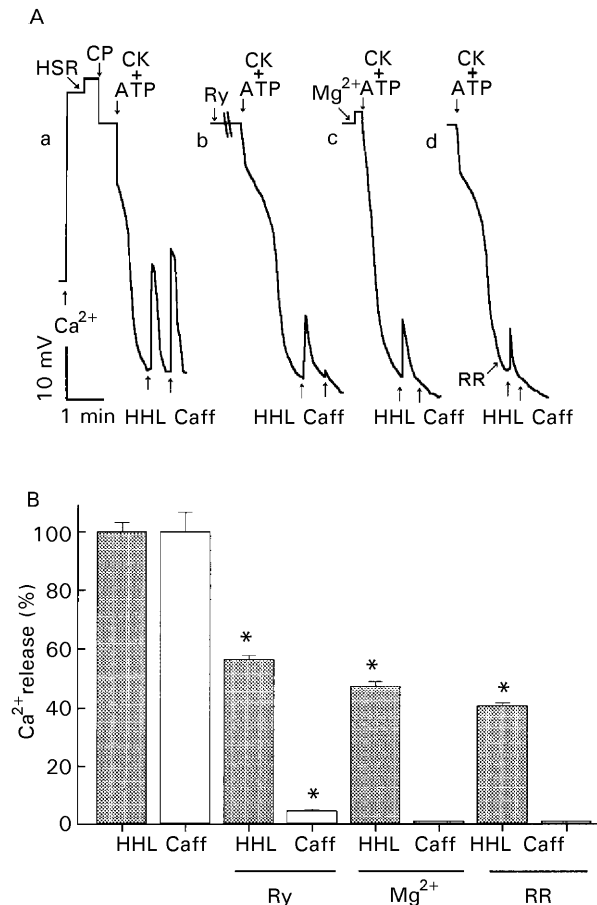 A
HSR CP CK + ATP
a
Ca2+
10 mV
1 min
HHL Caff
Ry CK + ATP
b
HHL Caff
Mg2+ CK + ATP
c
HHL Caff
CK + ATP
d
RR
HHL Caff
B
Ca2+ release (%)
100
80
60
40
20
0
* * * *
HHL Caff HHL Caff HHL Caff HHL Caff
Ry Mg2+ RR